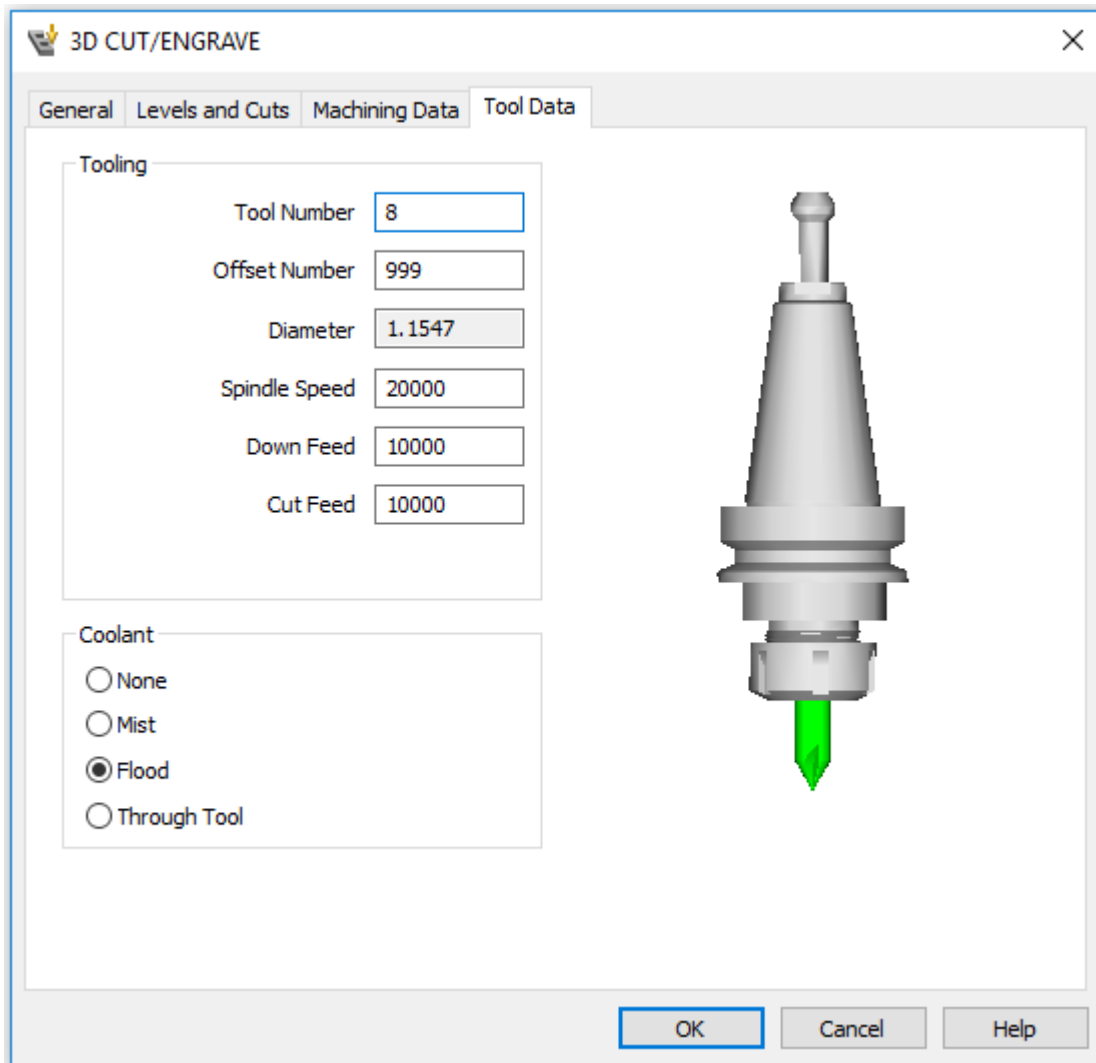 3D CUT/ENGRAVE
General Levels and Cuts Machining Data Tool Data
Tooling
Tool Number 8
Offset Number 999
Diameter 1.1547
Spindle Speed 20000
Down Feed 10000
Cut Feed 10000
Coolant
None
Mist
Flood
Through Tool
OK Cancel Help